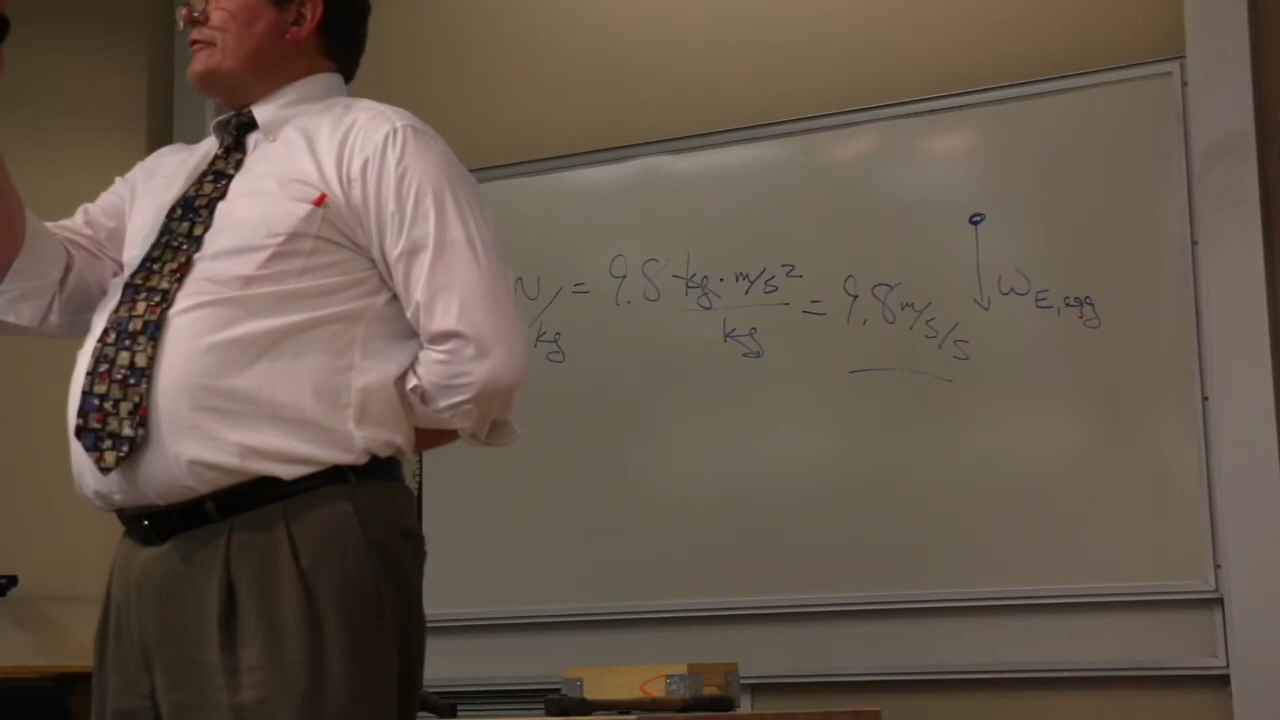 N/kg = 9.8 kg · m/s²/kg = 9.8 m/s/s
W E,egg